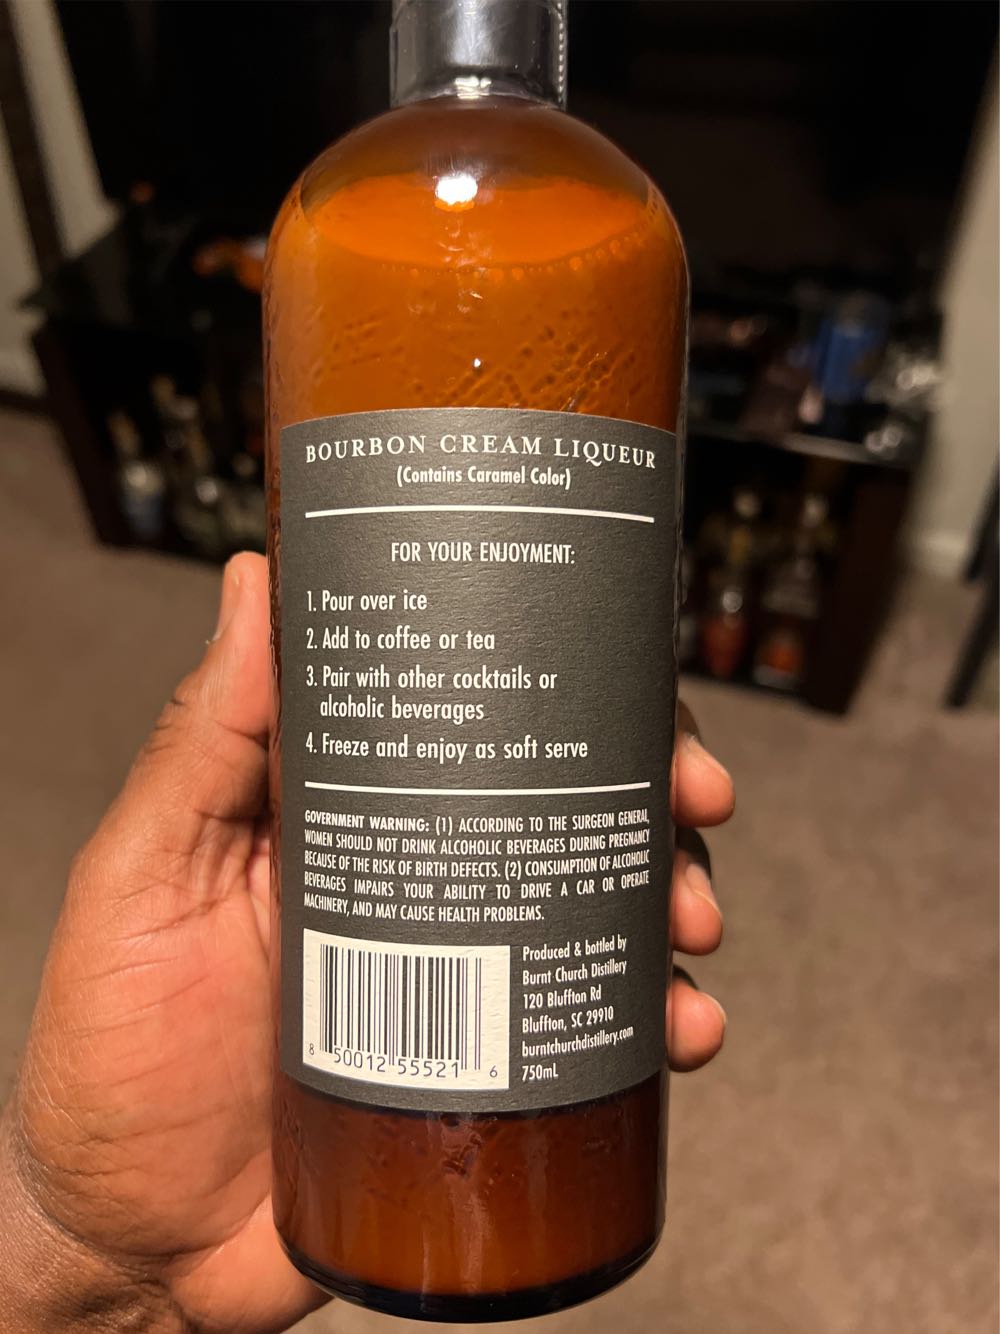 BOURBON CREAM LIQUEUR
(Contains Caramel Color)
FOR YOUR ENJOYMENT:
1. Pour over ice
2. Add to coffee or tea
3. Pair with other cocktails or
alcoholic beverages
4. Freeze and enjoy as soft serve
GOVERNMENT WARNING: (1) ACCORDING TO THE SURGEON GENERAL,
WOMEN SHOULD NOT DRINK ALCOHOLIC BEVERAGES DURING PREGNANCY
BECAUSE OF THE RISK OF BIRTH DEFECTS. (2) CONSUMPTION OF ALCOHOLIC
BEVERAGES IMPAIRS YOUR ABILITY TO DRIVE A CAR OR OPERATE
MACHINERY, AND MAY CAUSE HEALTH PROBLEMS.
8 50012 55521 6
Produced & bottled by
Burnt Church Distillery
120 Bluffton Rd
Bluffton, SC 29910
burntchurchdistillery.com
750mL